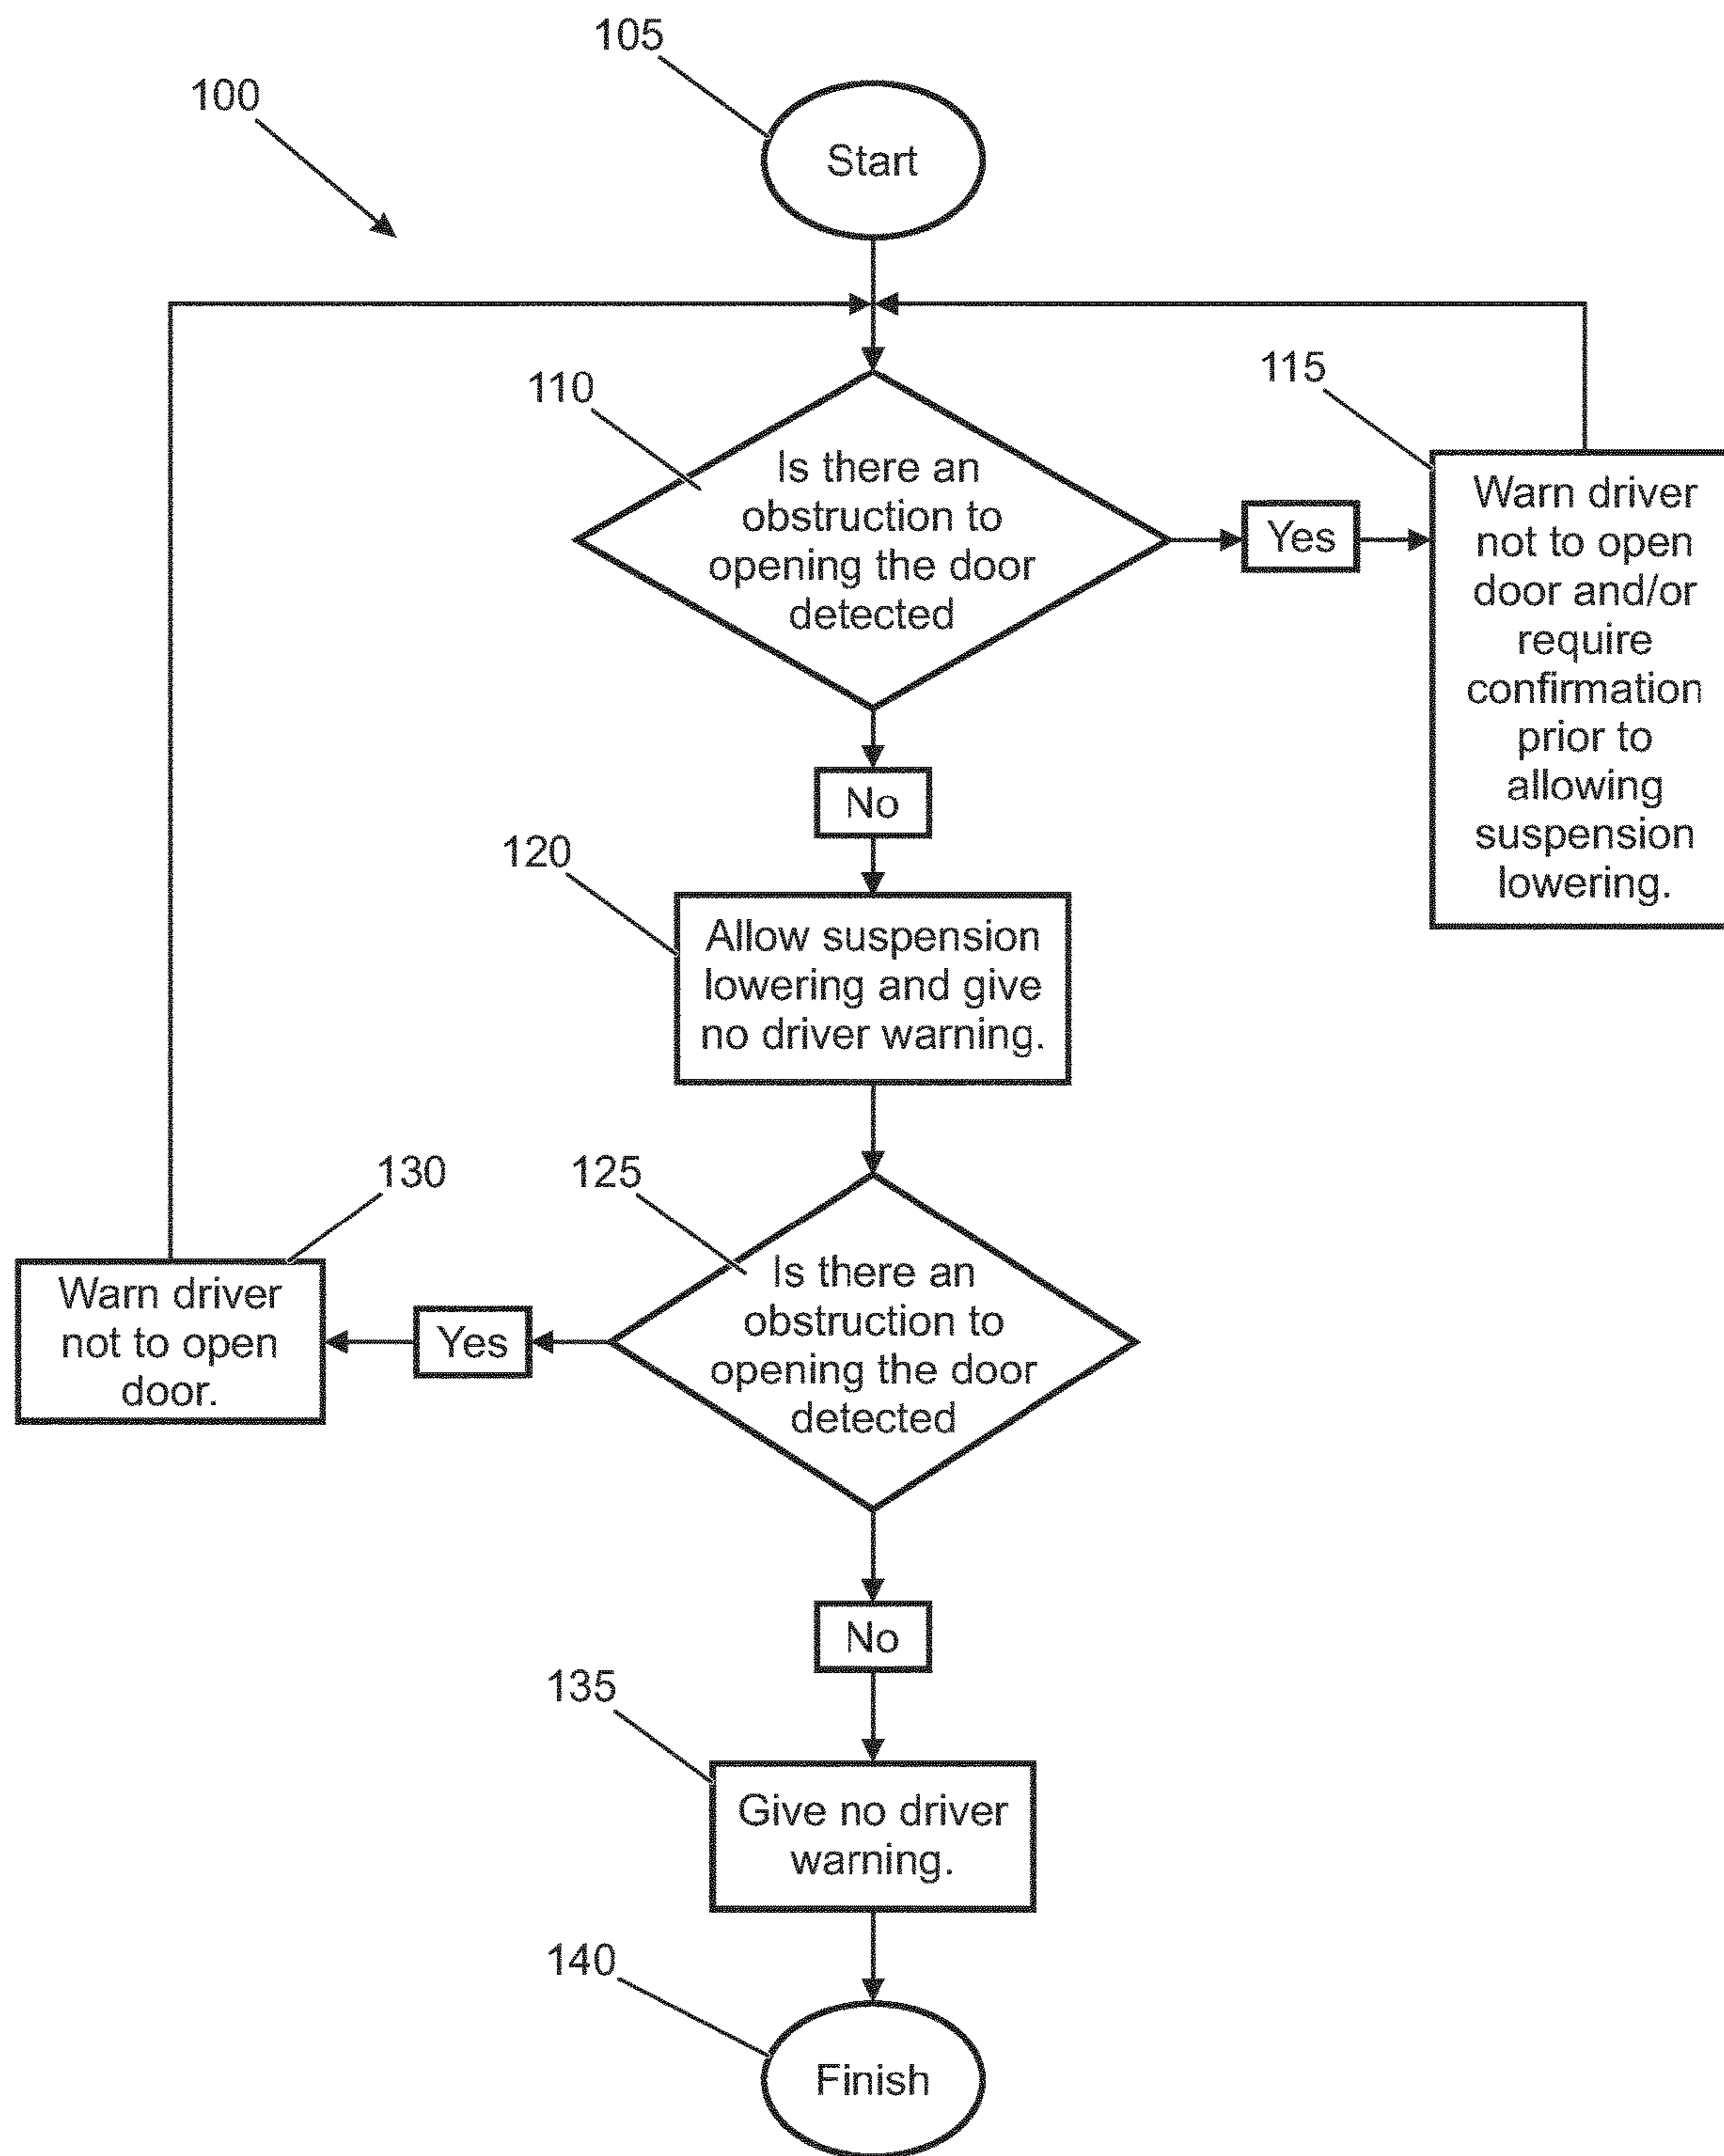 105
100
Start
110
Is there an
obstruction to
opening the door
detected
Yes
115
Warn driver
not to open
door and/or
require
confirmation
prior to
allowing
suspension
lowering.
No
120
Allow suspension
lowering and give
no driver warning.
130
Warn driver
not to open
door.
Yes
125
Is there an
obstruction to
opening the door
detected
No
135
Give no driver
warning.
140
Finish